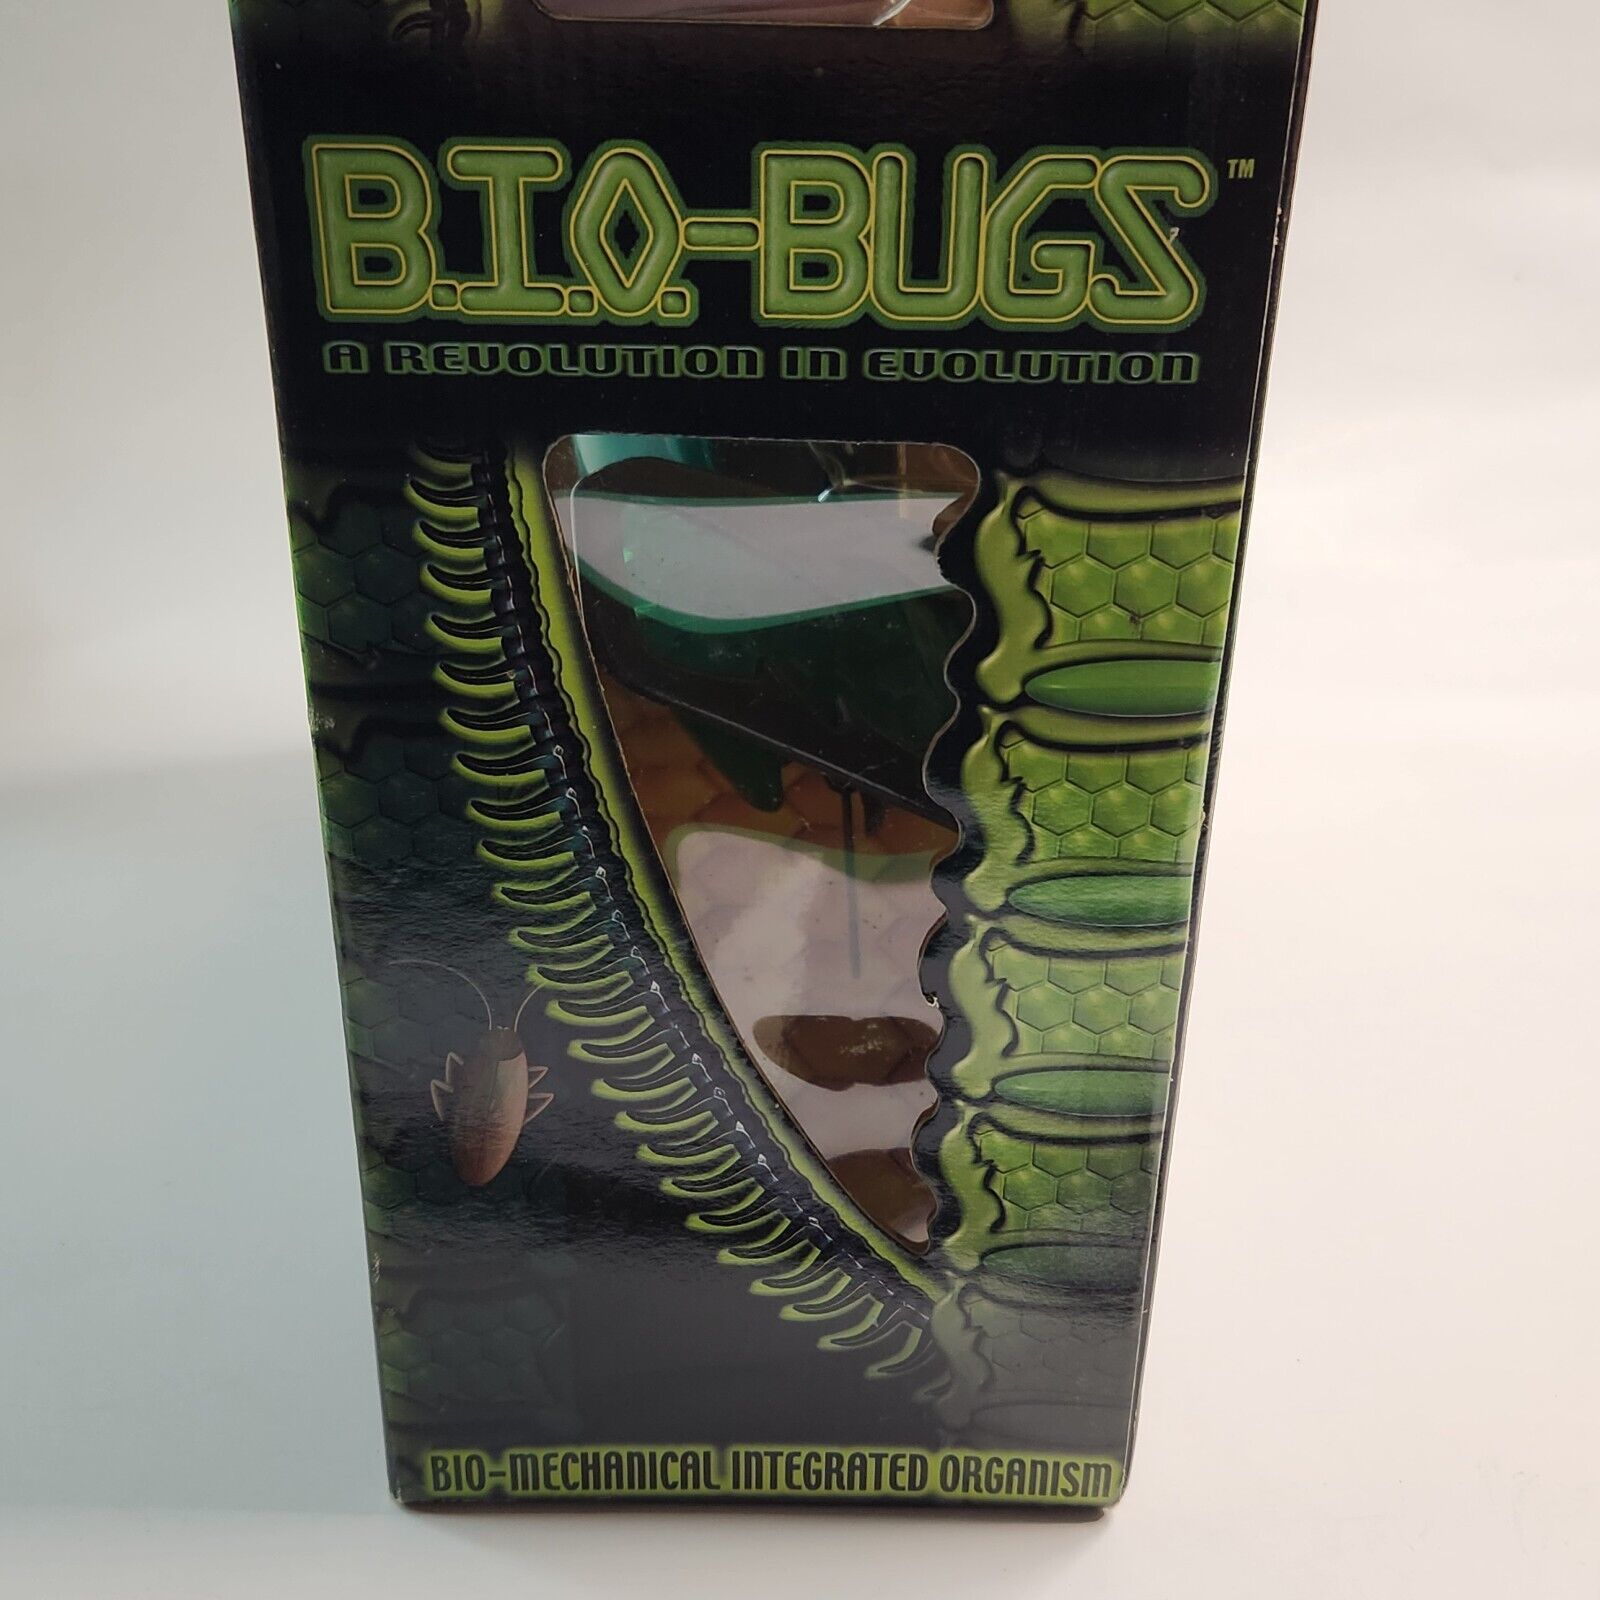 B.I.O.-BUGS™
A REVOLUTION IN EVOLUTION
BIO-MECHANICAL INTEGRATED ORGANISM